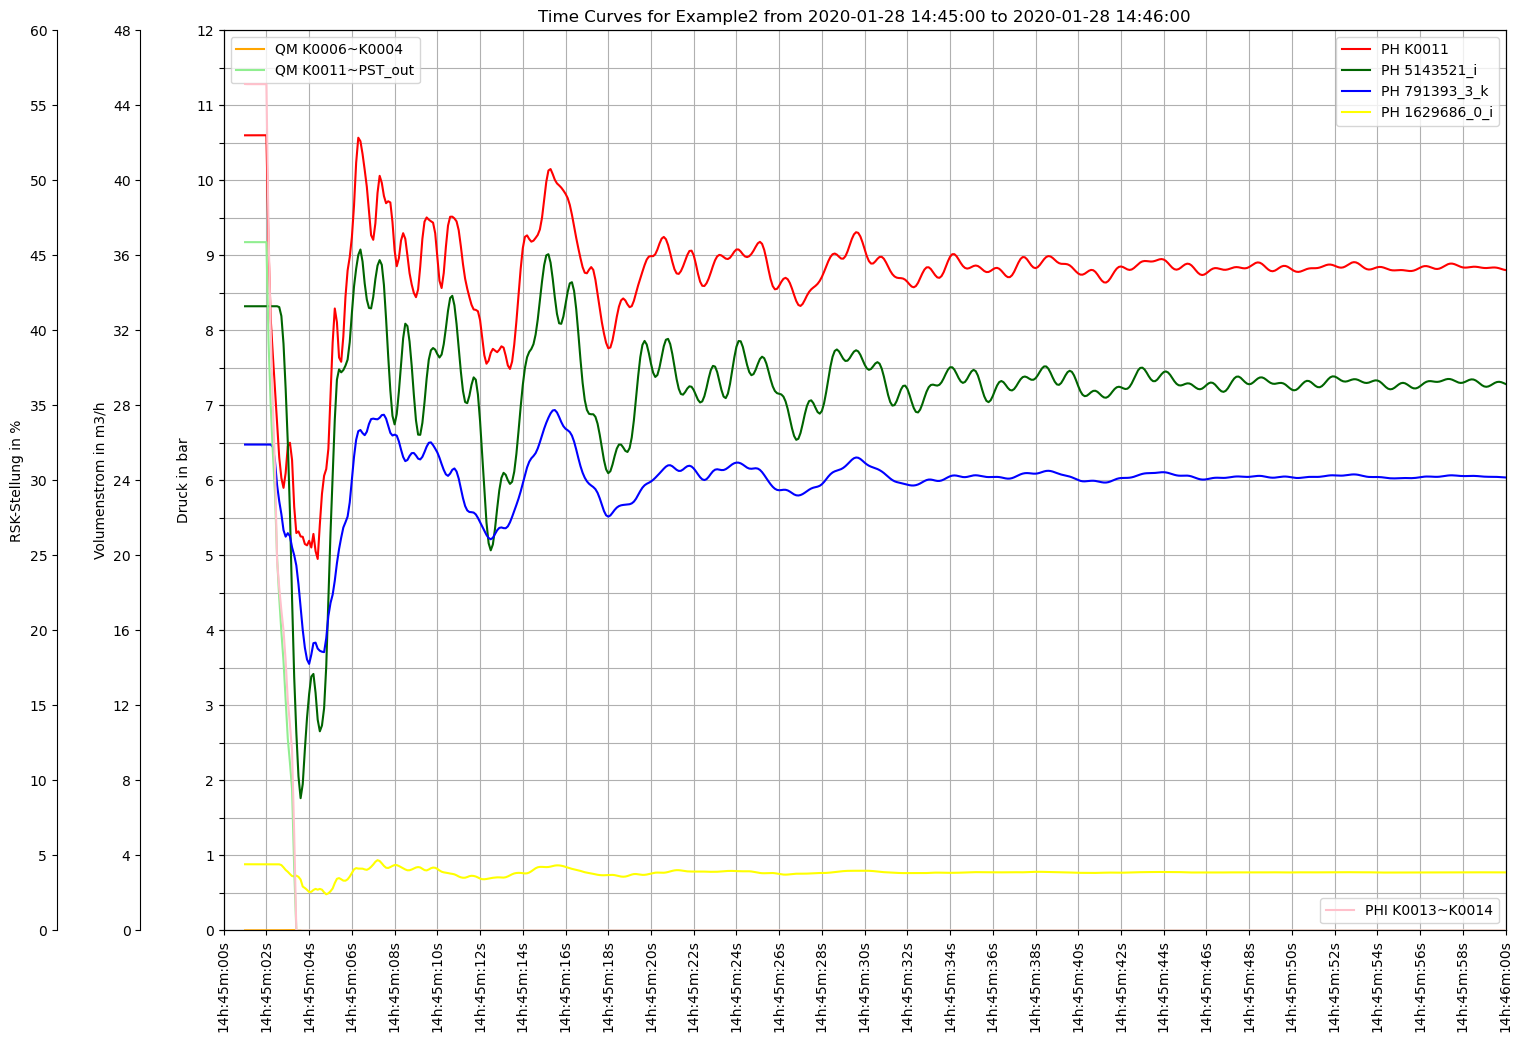 Time Curves for Example2 from 2020-01-28 14:45:00 to 2020-01-28 14:46:00
QM K0006~K0004
QM K0011~PST_out
PH K0011
PH 5143521_i
PH 791393_3_k
PH 1629686_0_i
PHI K0013~K0014
RSK-Stellung in %
60
55
50
45
40
35
30
25
20
15
10
5
0
Volumenstrom in m3/h
48
44
40
36
32
28
24
20
16
12
8
4
0
Druck in bar
12
11
10
9
8
7
6
5
4
3
2
1
0
14h:45m:00s
14h:45m:02s
14h:45m:04s
14h:45m:06s
14h:45m:08s
14h:45m:10s
14h:45m:12s
14h:45m:14s
14h:45m:16s
14h:45m:18s
14h:45m:20s
14h:45m:22s
14h:45m:24s
14h:45m:26s
14h:45m:28s
14h:45m:30s
14h:45m:32s
14h:45m:34s
14h:45m:36s
14h:45m:38s
14h:45m:40s
14h:45m:42s
14h:45m:44s
14h:45m:46s
14h:45m:48s
14h:45m:50s
14h:45m:52s
14h:45m:54s
14h:45m:56s
14h:45m:58s
14h:46m:00s